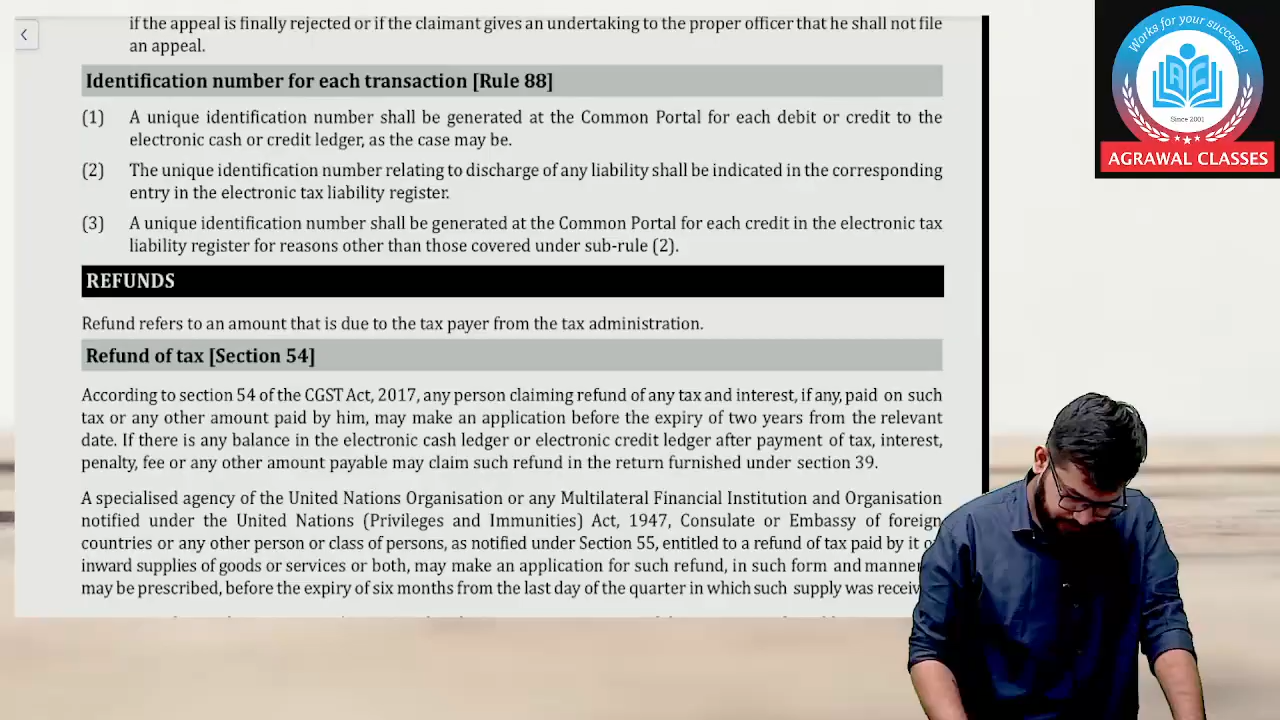 if the appeal is finally rejected or if the claimant gives an undertaking to the proper officer that he shall not file
an appeal.
Identification number for each transaction [Rule 88]
(1) A unique identification number shall be generated at the Common Portal for each debit or credit to the
electronic cash or credit ledger, as the case may be.
(2) The unique identification number relating to discharge of any liability shall be indicated in the corresponding
entry in the electronic tax liability register.
(3) A unique identification number shall be generated at the Common Portal for each credit in the electronic tax
liability register for reasons other than those covered under sub-rule (2).
REFUNDS
Refund refers to an amount that is due to the tax payer from the tax administration.
Refund of tax [Section 54]
According to section 54 of the CGST Act, 2017, any person claiming refund of any tax and interest, if any, paid on such
tax or any other amount paid by him, may make an application before the expiry of two years from the relevant
date. If there is any balance in the electronic cash ledger or electronic credit ledger after payment of tax, interest,
penalty, fee or any other amount payable may claim such refund in the return furnished under section 39.
A specialised agency of the United Nations Organisation or any Multilateral Financial Institution and Organisation
notified under the United Nations (Privileges and Immunities) Act, 1947, Consulate or Embassy of foreign
countries or any other person or class of persons, as notified under Section 55, entitled to a refund of tax paid by it
inward supplies of goods or services or both, may make an application for such refund, in such form and manner
may be prescribed, before the expiry of six months from the last day of the quarter in which such supply was
Works for your success!
AC
Since 2001
AGRAWAL CLASSES